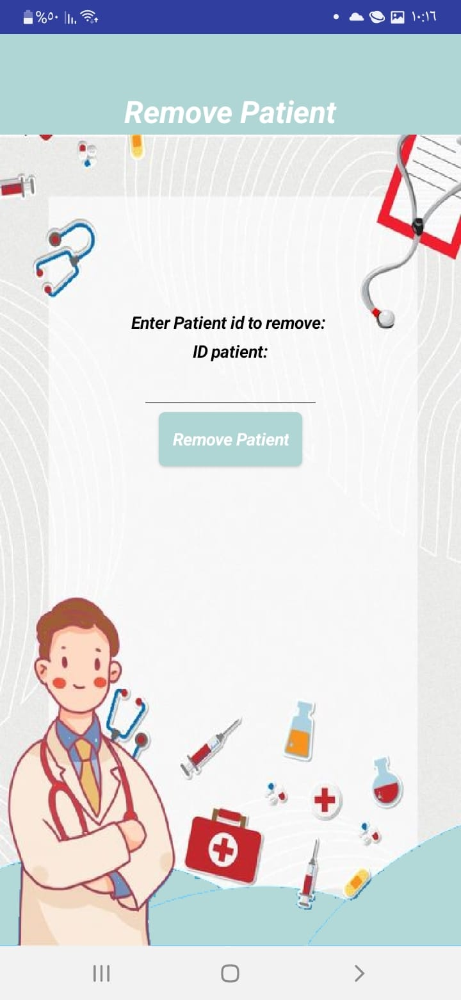 %٥٠
١٠:١٦
Remove Patient
Enter Patient id to remove:
ID patient:
Remove Patient